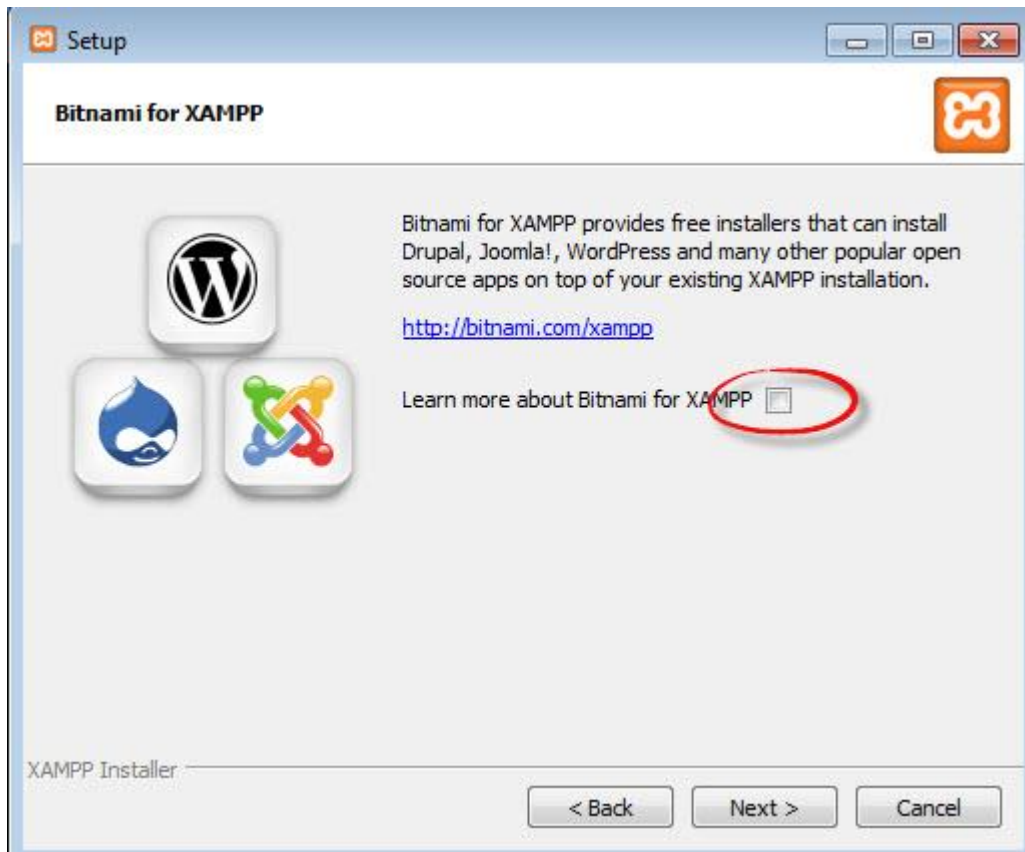 Setup
Bitnami for XAMPP
Bitnami for XAMPP provides free installers that can install
Drupal, Joomla!, WordPress and many other popular open
source apps on top of your existing XAMPP installation.
http://bitnami.com/xampp
Learn more about Bitnami for XAMPP
XAMPP Installer
< Back Next > Cancel